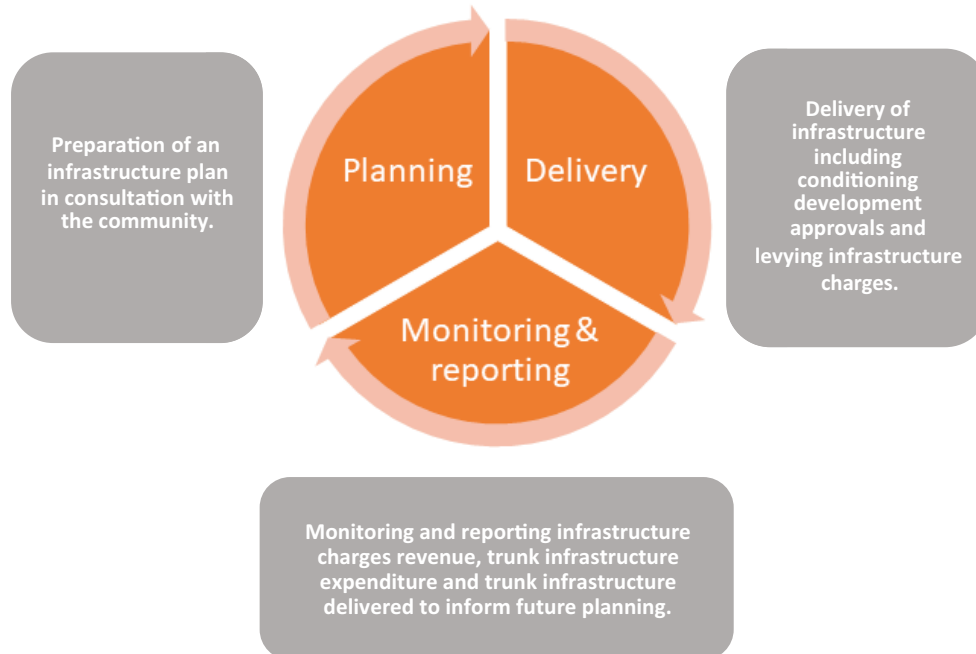 Preparation of an
infrastructure plan
in consultation with
the community.
Planning
Delivery
Delivery of
infrastructure
including
conditioning
development
approvals and
levying infrastructure
charges.
Monitoring &
reporting
Monitoring and reporting infrastructure
charges revenue, trunk infrastructure
expenditure and trunk infrastructure
delivered to inform future planning.